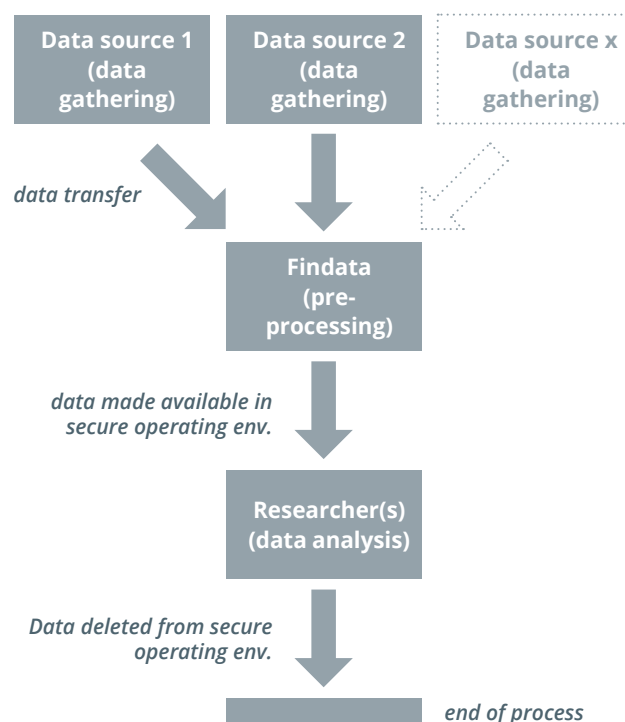 Data source 1
(data
gathering)
Data source 2
(data
gathering)
Data source x
(data
gathering)
data transfer
Findata
(pre-
processing)
data made available in
secure operating env.
Researcher(s)
(data analysis)
Data deleted from secure
operating env.
end of process